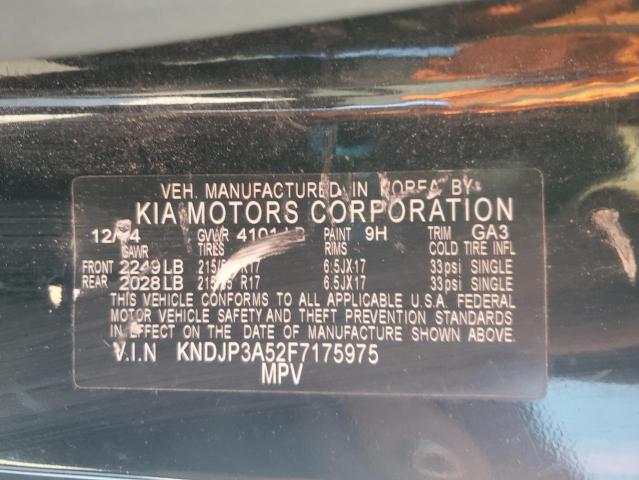 VEH. MANUFACTURED IN KOREA BY
KIA MOTORS CORPORATION
GVWR 4101 LB PAINT 9H TRIM GA3
GAWR TIRES RIMS COLD TIRE INFL
FRONT 2249 LB R17 6.5JX17 33psi SINGLE
REAR 2028 LB R17 6.5JX17 33psi SINGLE
THIS VEHICLE CONFORMS TO ALL APPLICABLE U.S.A. FEDERAL
MOTOR VEHICLE SAFETY AND THEFT PREVENTION STANDARDS
IN EFFECT ON THE DATE OF MANUFACTURE SHOWN ABOVE.
V.I.N KNDJP3A52F7175975
MPV